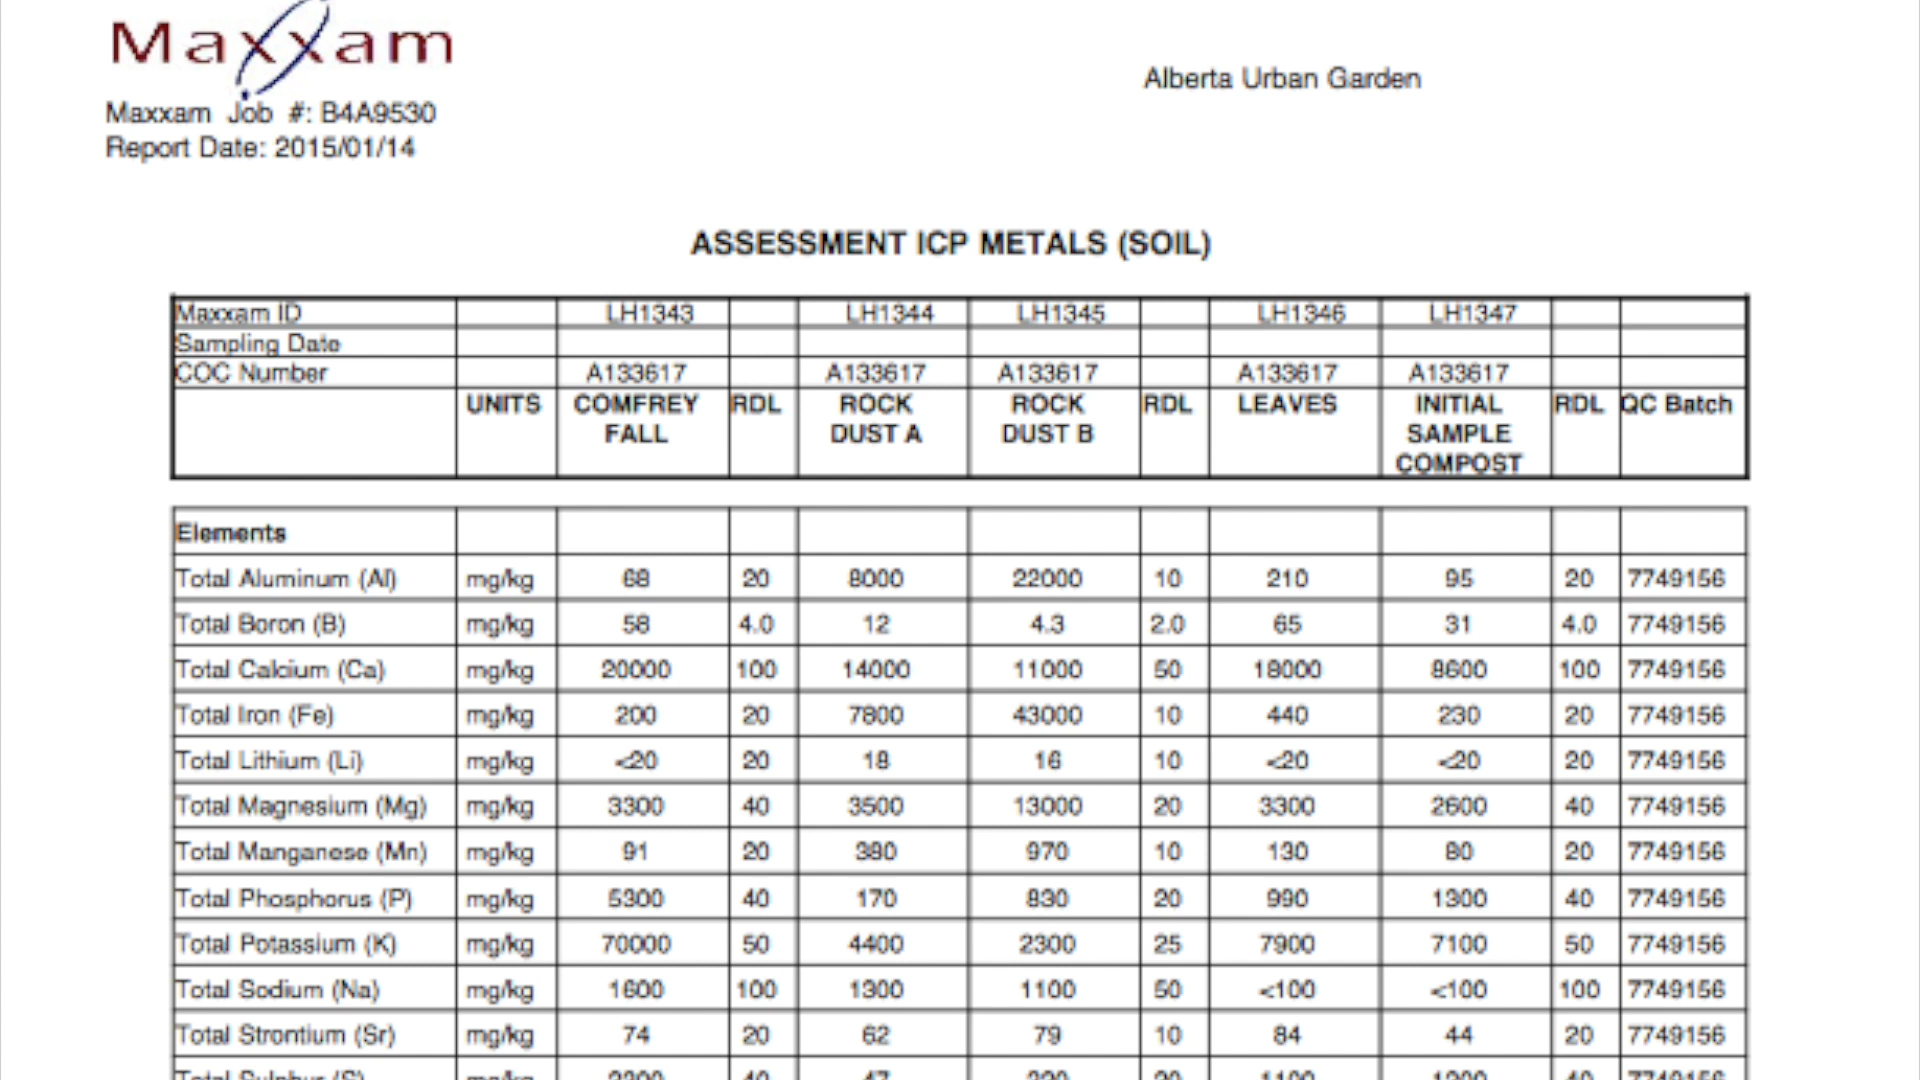 Maxxam
Alberta Urban Garden
Maxxam Job #: B4A9530
Report Date: 2015/01/14
ASSESSMENT ICP METALS (SOIL)
Maxxam ID LH1343 LH1344 LH1345 LH1346 LH1347
Sampling Date
COC Number A133617 A133617 A133617 A133617 A133617
UNITS COMFREY RDL ROCK ROCK RDL LEAVES INITIAL RDL QC Batch
FALL DUST A DUST B SAMPLE
COMPOST
Elements
Total Aluminum (Al) mg/kg 68 20 8000 22000 10 210 95 20 7749156
Total Boron (B) mg/kg 58 4.0 12 4.3 2.0 65 31 4.0 7749156
Total Calcium (Ca) mg/kg 20000 100 14000 11000 50 18000 8600 100 7749156
Total Iron (Fe) mg/kg 200 20 7800 43000 10 440 230 20 7749156
Total Lithium (Li) mg/kg <20 20 18 16 10 <20 <20 20 7749156
Total Magnesium (Mg) mg/kg 3300 40 3500 13000 20 3300 2600 40 7749156
Total Manganese (Mn) mg/kg 91 20 380 970 10 130 80 20 7749156
Total Phosphorus (P) mg/kg 5300 40 170 830 20 990 1300 40 7749156
Total Potassium (K) mg/kg 70000 50 4400 2300 25 7900 7100 50 7749156
Total Sodium (Na) mg/kg 1600 100 1300 1100 50 <100 <100 100 7749156
Total Strontium (Sr) mg/kg 74 20 62 79 10 84 44 20 7749156
Total Sulphur (S) mg/kg